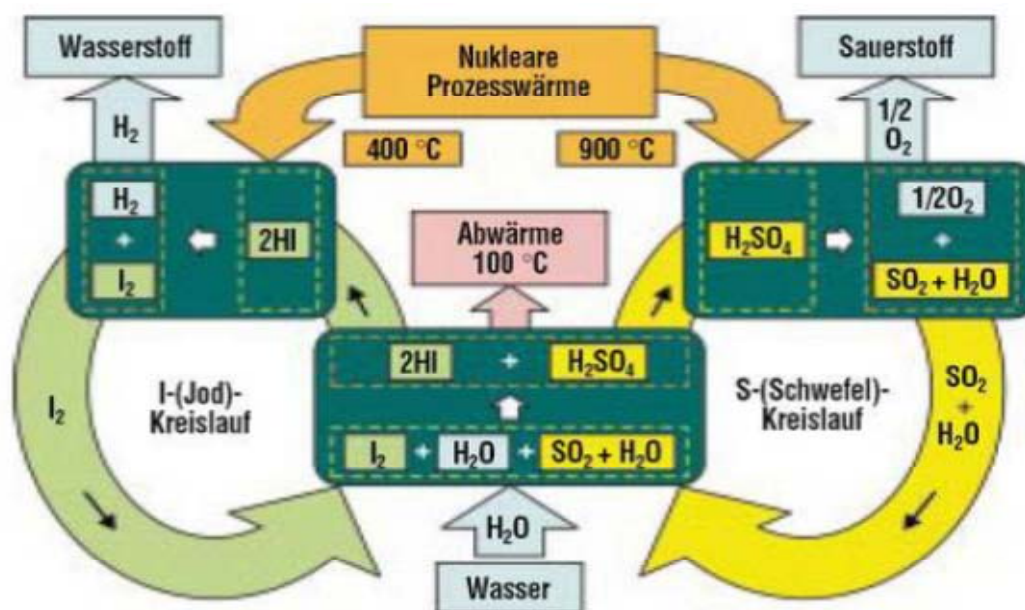 Wasserstoff
Nukleare
Prozesswärme
Sauerstoff
H₂
400 °C
900 °C
1/2
O₂
H₂
+
I₂
2HI
Abwärme
100 °C
H₂SO₄
1/2O₂
+
SO₂ + H₂O
2HI + H₂SO₄
I₂
I-(Jod)-
Kreislauf
S-(Schwefel)-
Kreislauf
SO₂
+
H₂O
I₂ + H₂O + SO₂ + H₂O
H₂O
Wasser